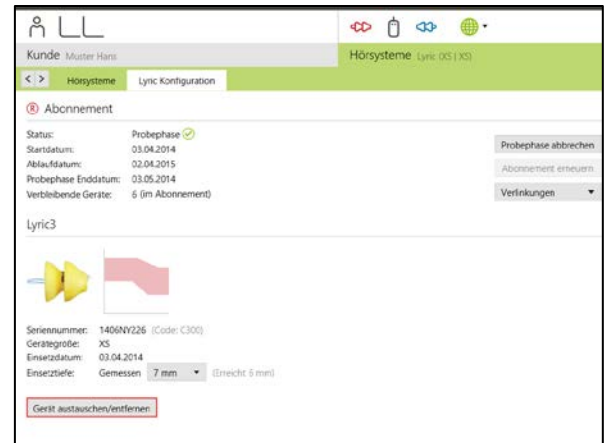 Kunde Muster Hans
Hörsysteme Lyric (XS | XS)
< > Hörsysteme Lyric Konfiguration
R Abonnement
Status: Probephase
Startdatum: 03.04.2014
Ablaufdatum: 02.04.2015
Probephase Enddatum: 03.05.2014
Verbleibende Geräte: 6 (im Abonnement)
Probephase abbrechen
Abonnement erneuern
Verlinkungen
Lyric3
Seriennummer: 1406NY226 (Code: C300)
Gerätegröße: XS
Einsetzdatum: 03.04.2014
Einsetztiefe: Gemessen 7 mm (Erreicht 6 mm)
Gerät austauschen/entfernen